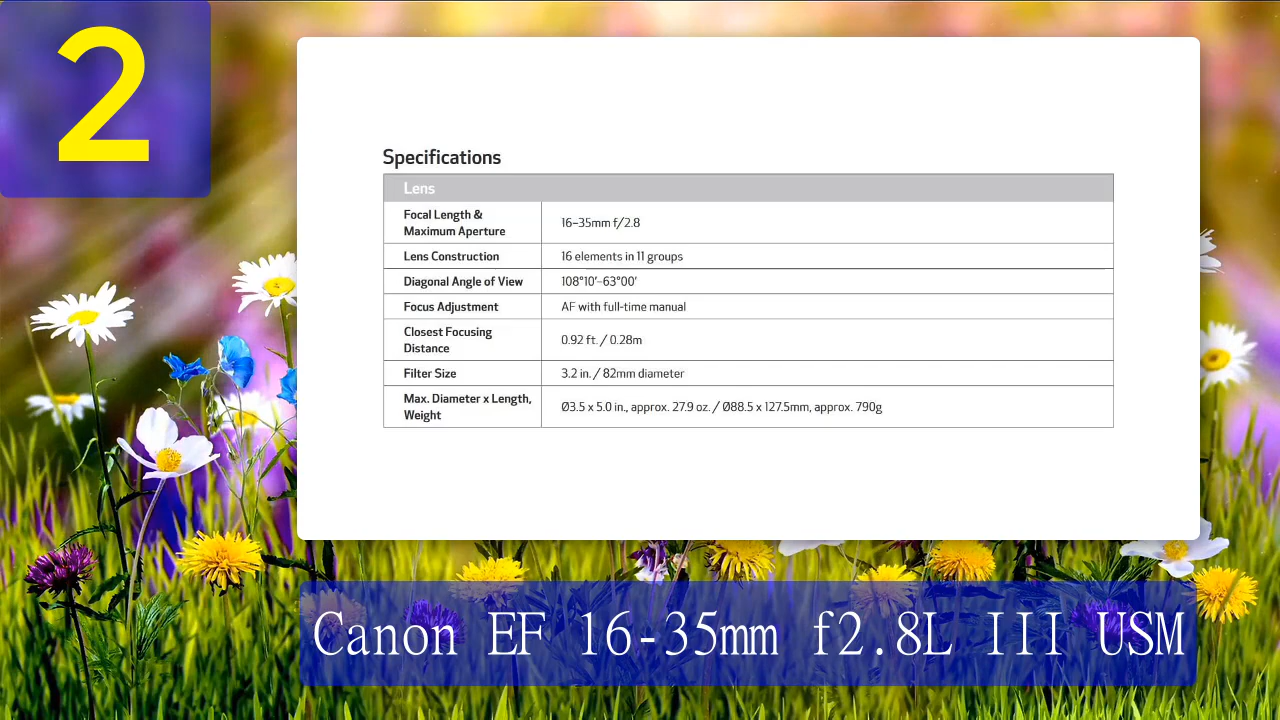 2
Specifications
Lens
Focal Length &
Maximum Aperture
16–35mm f/2.8
Lens Construction
16 elements in 11 groups
Diagonal Angle of View
108°10′–63°00′
Focus Adjustment
AF with full-time manual
Closest Focusing
Distance
0.92 ft. / 0.28m
Filter Size
3.2 in. / 82mm diameter
Max. Diameter x Length,
Weight
Ø3.5 x 5.0 in., approx. 27.9 oz. / Ø88.5 x 127.5mm, approx. 790g
Canon EF 16-35mm f2.8L III USM